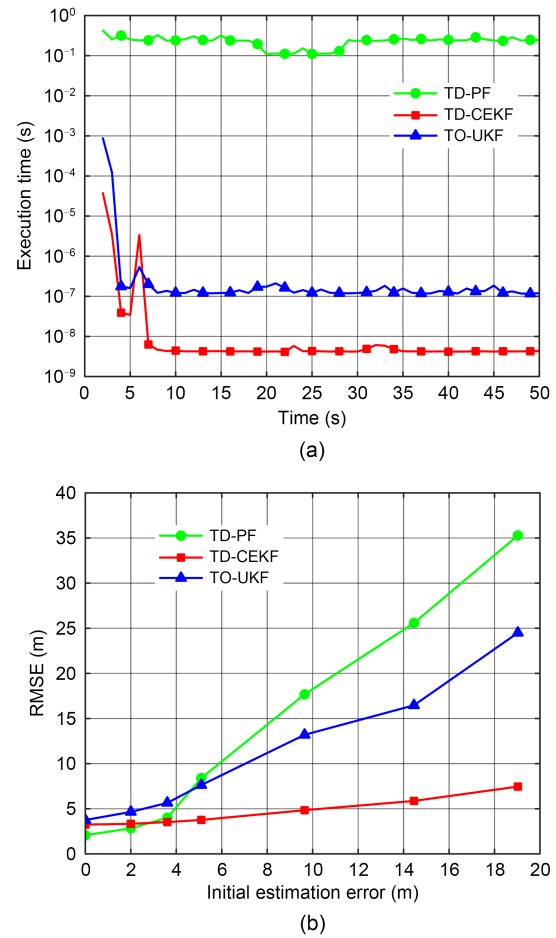 10⁰
10⁻¹
10⁻²
10⁻³
10⁻⁴
10⁻⁵
10⁻⁶
10⁻⁷
10⁻⁸
10⁻⁹
Execution time (s)
TD-PF
TD-CEKF
TO-UKF
0 5 10 15 20 25 30 35 40 45 50
Time (s)
(a)
40
35
30
25
20
15
10
5
0
RMSE (m)
TD-PF
TD-CEKF
TO-UKF
0 2 4 6 8 10 12 14 16 18 20
Initial estimation error (m)
(b)